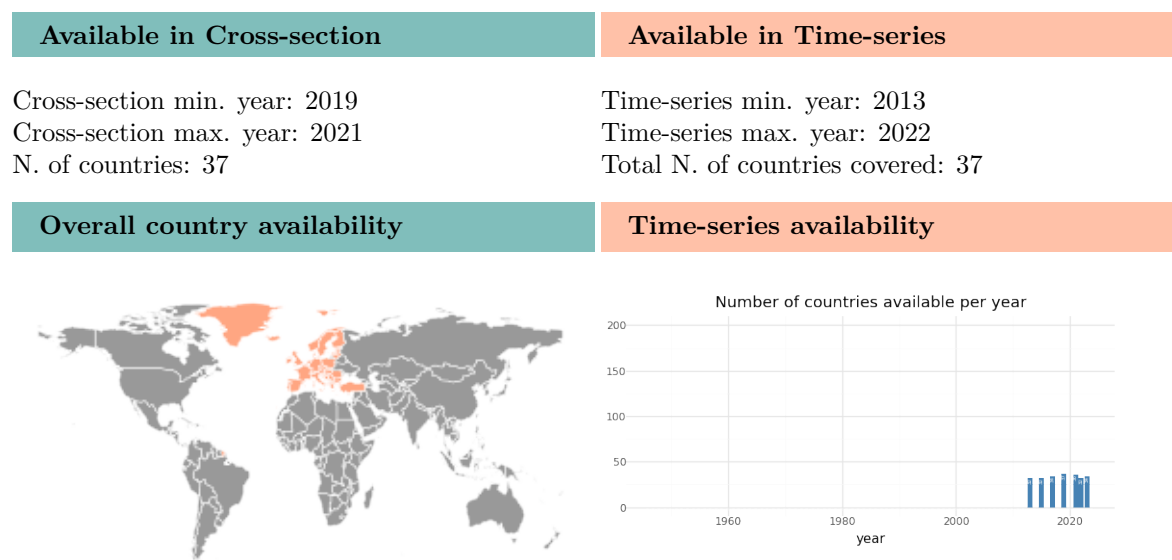 Available in Cross-section
Available in Time-series
Cross-section min. year: 2019
Cross-section max. year: 2021
N. of countries: 37
Time-series min. year: 2013
Time-series max. year: 2022
Total N. of countries covered: 37
Overall country availability
Time-series availability
Number of countries available per year
200
150
100
50
0
1960
1980
2000
2020
year